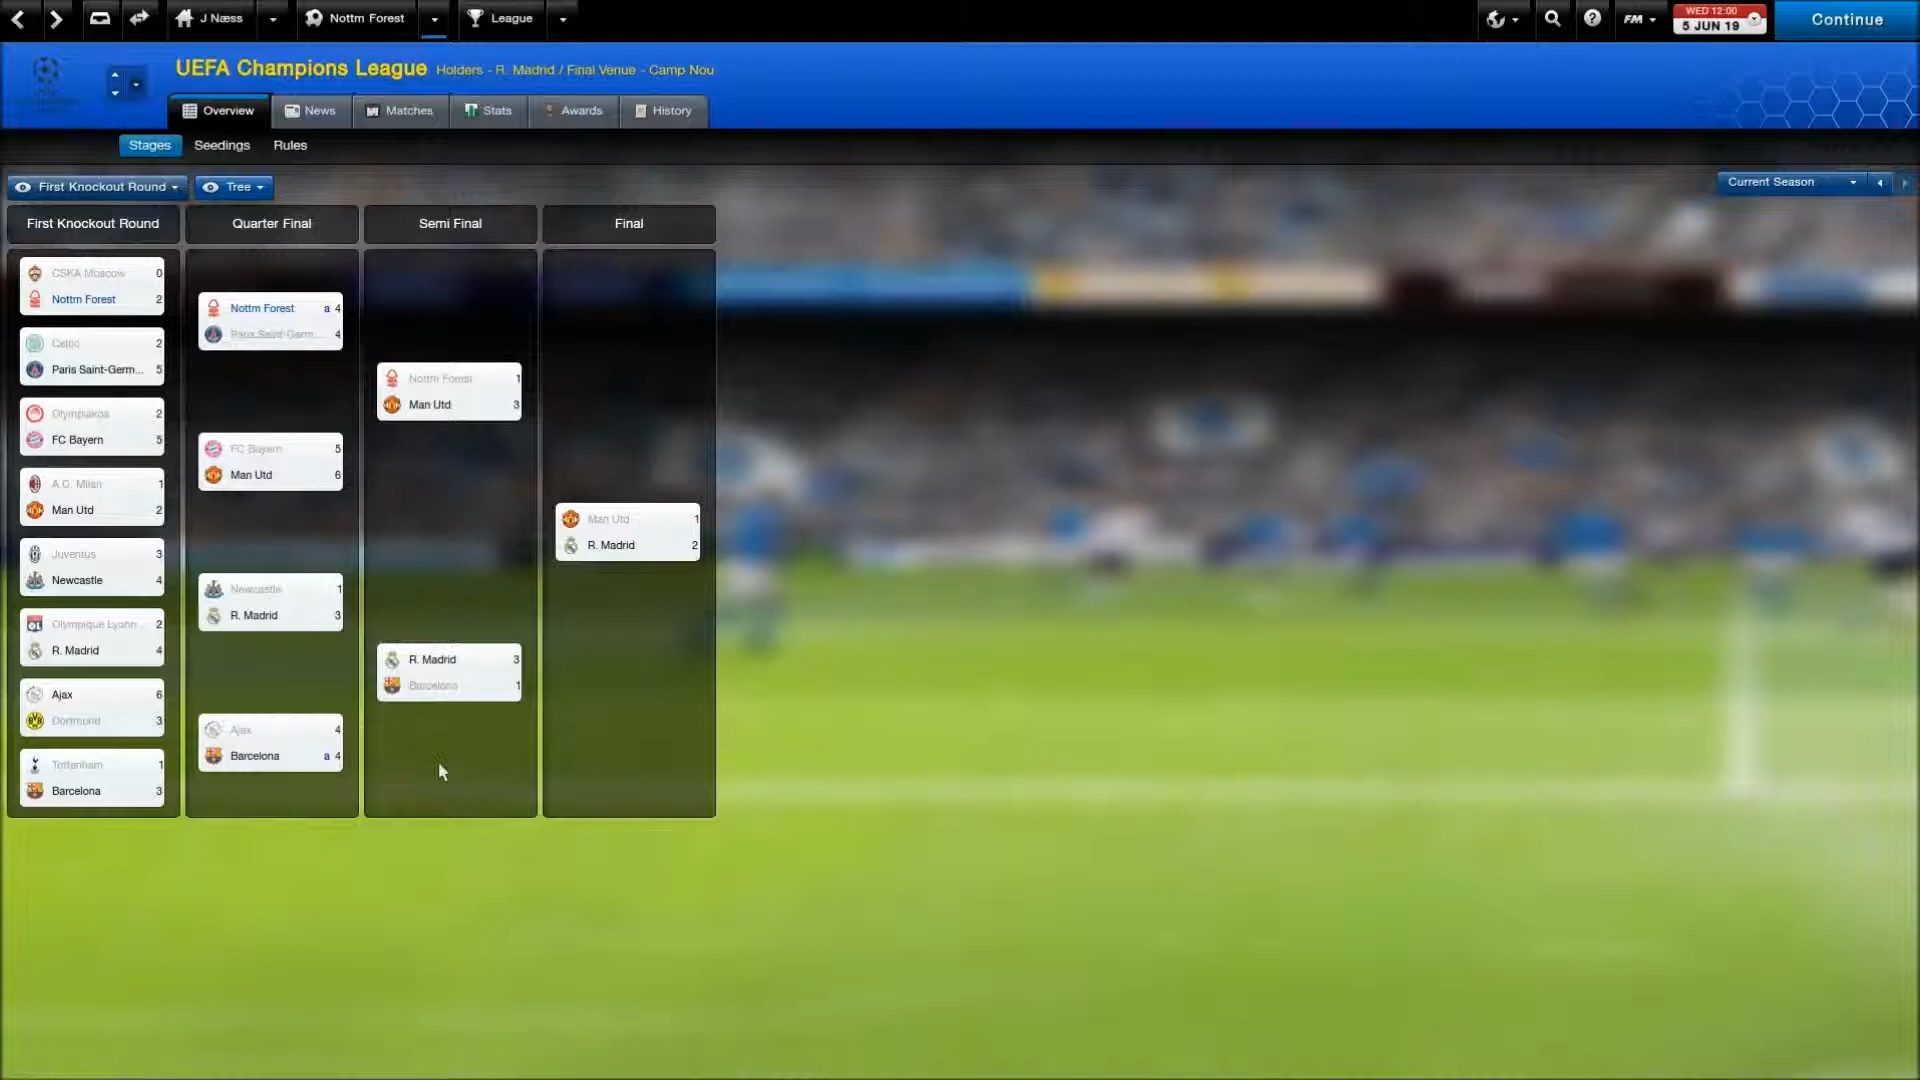 J Næss
Nottm Forest
League
FM
WED 12:00
5 JUN 19
Continue
UEFA Champions League
Holders - R. Madrid / Final Venue - Camp Nou
Overview
News
Matches
Stats
Awards
History
Stages
Seedings
Rules
First Knockout Round
Tree
Current Season
First Knockout Round
CSKA Moscow 0
Nottm Forest 2
Celtic 2
Paris Saint-Germ... 5
Olympiakos 2
FC Bayern 5
A.C. Milan 1
Man Utd 2
Juventus 3
Newcastle 4
Olympique Lyonn... 2
R. Madrid 4
Ajax 6
Dortmund 3
Tottenham 1
Barcelona 3
Quarter Final
Nottm Forest a 4
Paris Saint-Germ... 4
FC Bayern 5
Man Utd 6
Newcastle 1
R. Madrid 3
Ajax 4
Barcelona a 4
Semi Final
Nottm Forest 1
Man Utd 3
R. Madrid 3
Barcelona 1
Final
Man Utd 1
R. Madrid 2